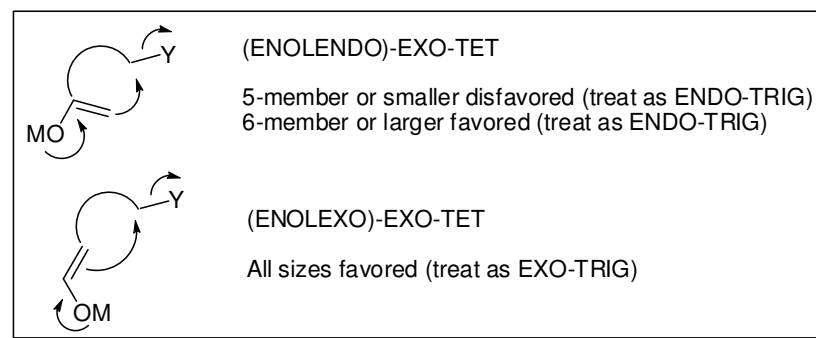 Y
(ENOLENDO)-EXO-TET
5-member or smaller disfavored (treat as ENDO-TRIG)
6-member or larger favored (treat as ENDO-TRIG)
MO
Y
(ENOLEXO)-EXO-TET
All sizes favored (treat as EXO-TRIG)
OM